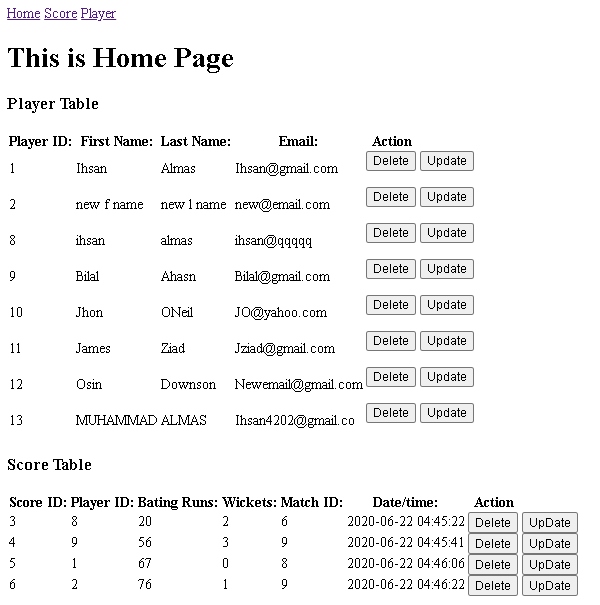 Home Score Player
This is Home Page
Player Table
Player ID: First Name: Last Name: Email: Action
1 Ihsan Almas Ihsan@gmail.com Delete Update
2 new f name new l name new@email.com Delete Update
8 ihsan almas ihsan@qqqqq Delete Update
9 Bilal Ahasn Bilal@gmail.com Delete Update
10 Jhon ONeil JO@yahoo.com Delete Update
11 James Ziad Jziad@gmail.com Delete Update
12 Osin Downson Newemail@gmail.com Delete Update
13 MUHAMMAD ALMAS Ihsan4202@gmail.co Delete Update
Score Table
Score ID: Player ID: Bating Runs: Wickets: Match ID: Date/time: Action
3 8 20 2 6 2020-06-22 04:45:22 Delete UpDate
4 9 56 3 9 2020-06-22 04:45:41 Delete UpDate
5 1 67 0 8 2020-06-22 04:46:06 Delete UpDate
6 2 76 1 9 2020-06-22 04:46:22 Delete UpDate